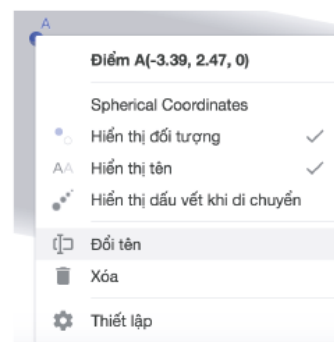 A
Điểm A(-3.39, 2.47, 0)
Spherical Coordinates
Hiển thị đối tượng
AA Hiển thị tên
Hiển thị dấu vết khi di chuyển
Đổi tên
Xóa
Thiết lập